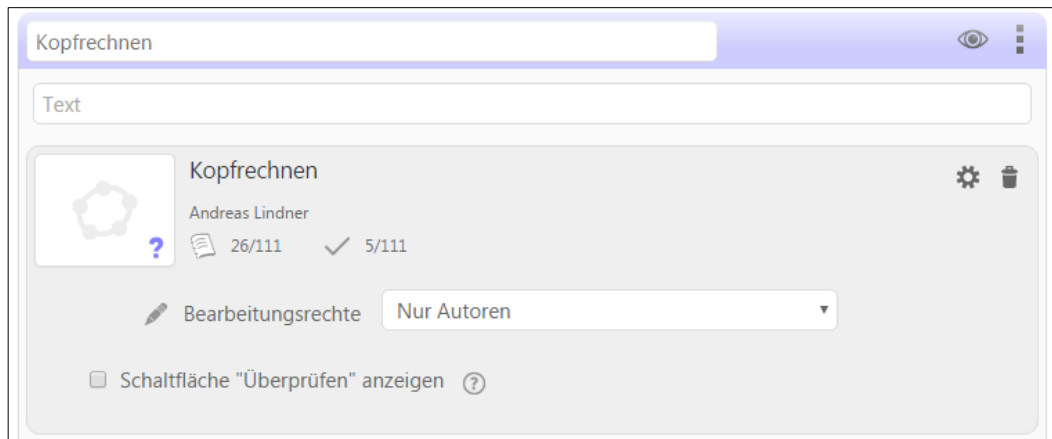 Kopfrechnen
Text
Kopfrechnen
Andreas Lindner
26/111 5/111
Bearbeitungsrechte Nur Autoren
Schaltfläche "Überprüfen" anzeigen ?